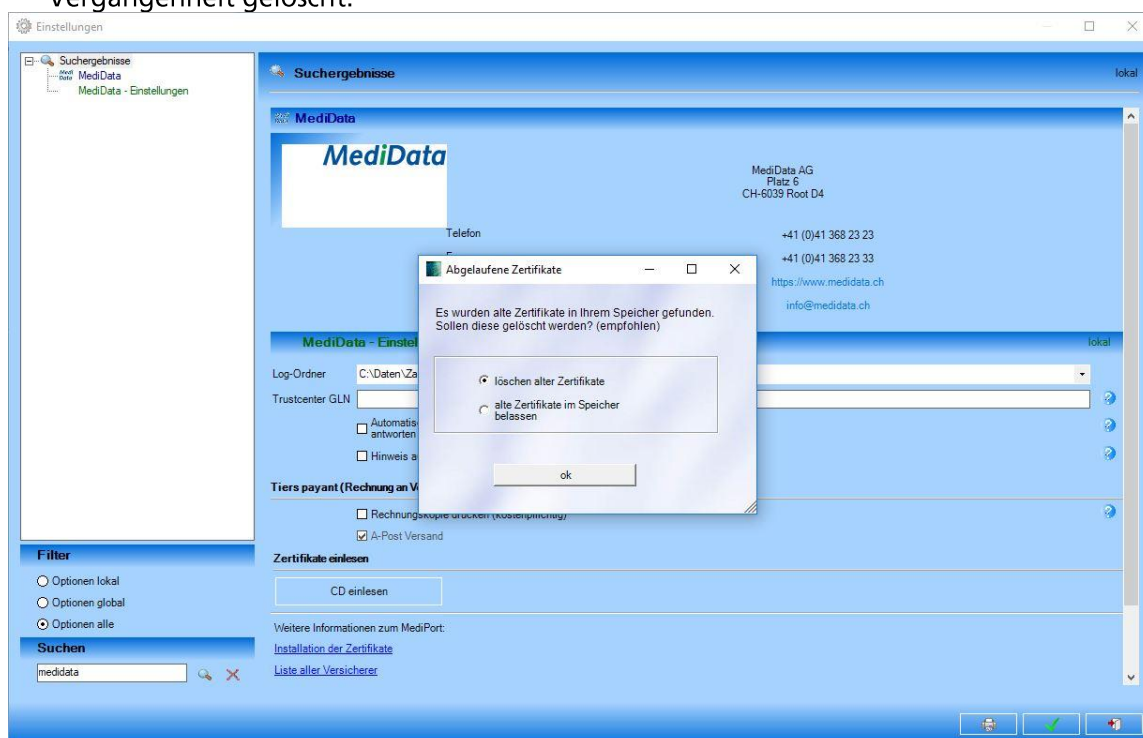 Vergangenheit gelöscht.
Einstellungen
Suchergebnisse
MediData
MediData - Einstellungen
Suchergebnisse
lokal
MediData
MediData
MediData AG
Platz 6
CH-6039 Root D4
Telefon
+41 (0)41 368 23 23
+41 (0)41 368 23 33
https://www.medidata.ch
info@medidata.ch
Abgelaufene Zertifikate
Es wurden alte Zertifikate in Ihrem Speicher gefunden.
Sollen diese gelöscht werden? (empfohlen)
löschen alter Zertifikate
alte Zertifikate im Speicher
belassen
ok
MediData - Einstel
lokal
Log-Ordner
C:\Daten\Za
Trustcenter GLN
Automatis
antworten
Hinweis a
Tiers payant (Rechnung an V
Rechnungskopie drucken (kostenpflichtig)
A-Post Versand
Zertifikate einlesen
CD einlesen
Weitere Informationen zum MediPort:
Installation der Zertifikate
Liste aller Versicherer
Filter
Optionen lokal
Optionen global
Optionen alle
Suchen
medidata